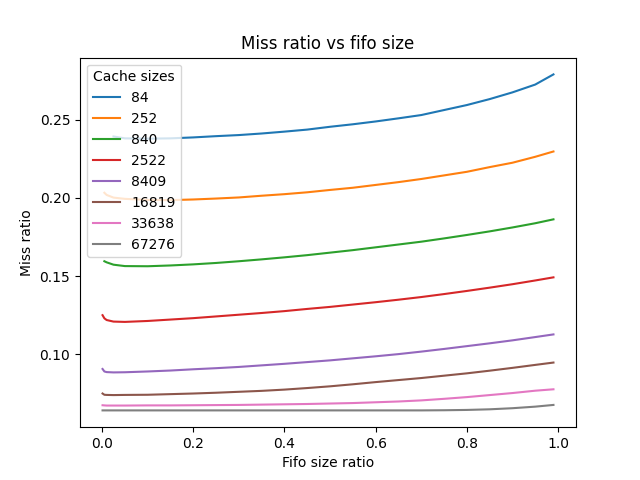 Miss ratio vs fifo size
Cache sizes
84
252
840
2522
8409
16819
33638
67276
0.25
0.20
0.15
0.10
Miss ratio
0.0 0.2 0.4 0.6 0.8 1.0
Fifo size ratio